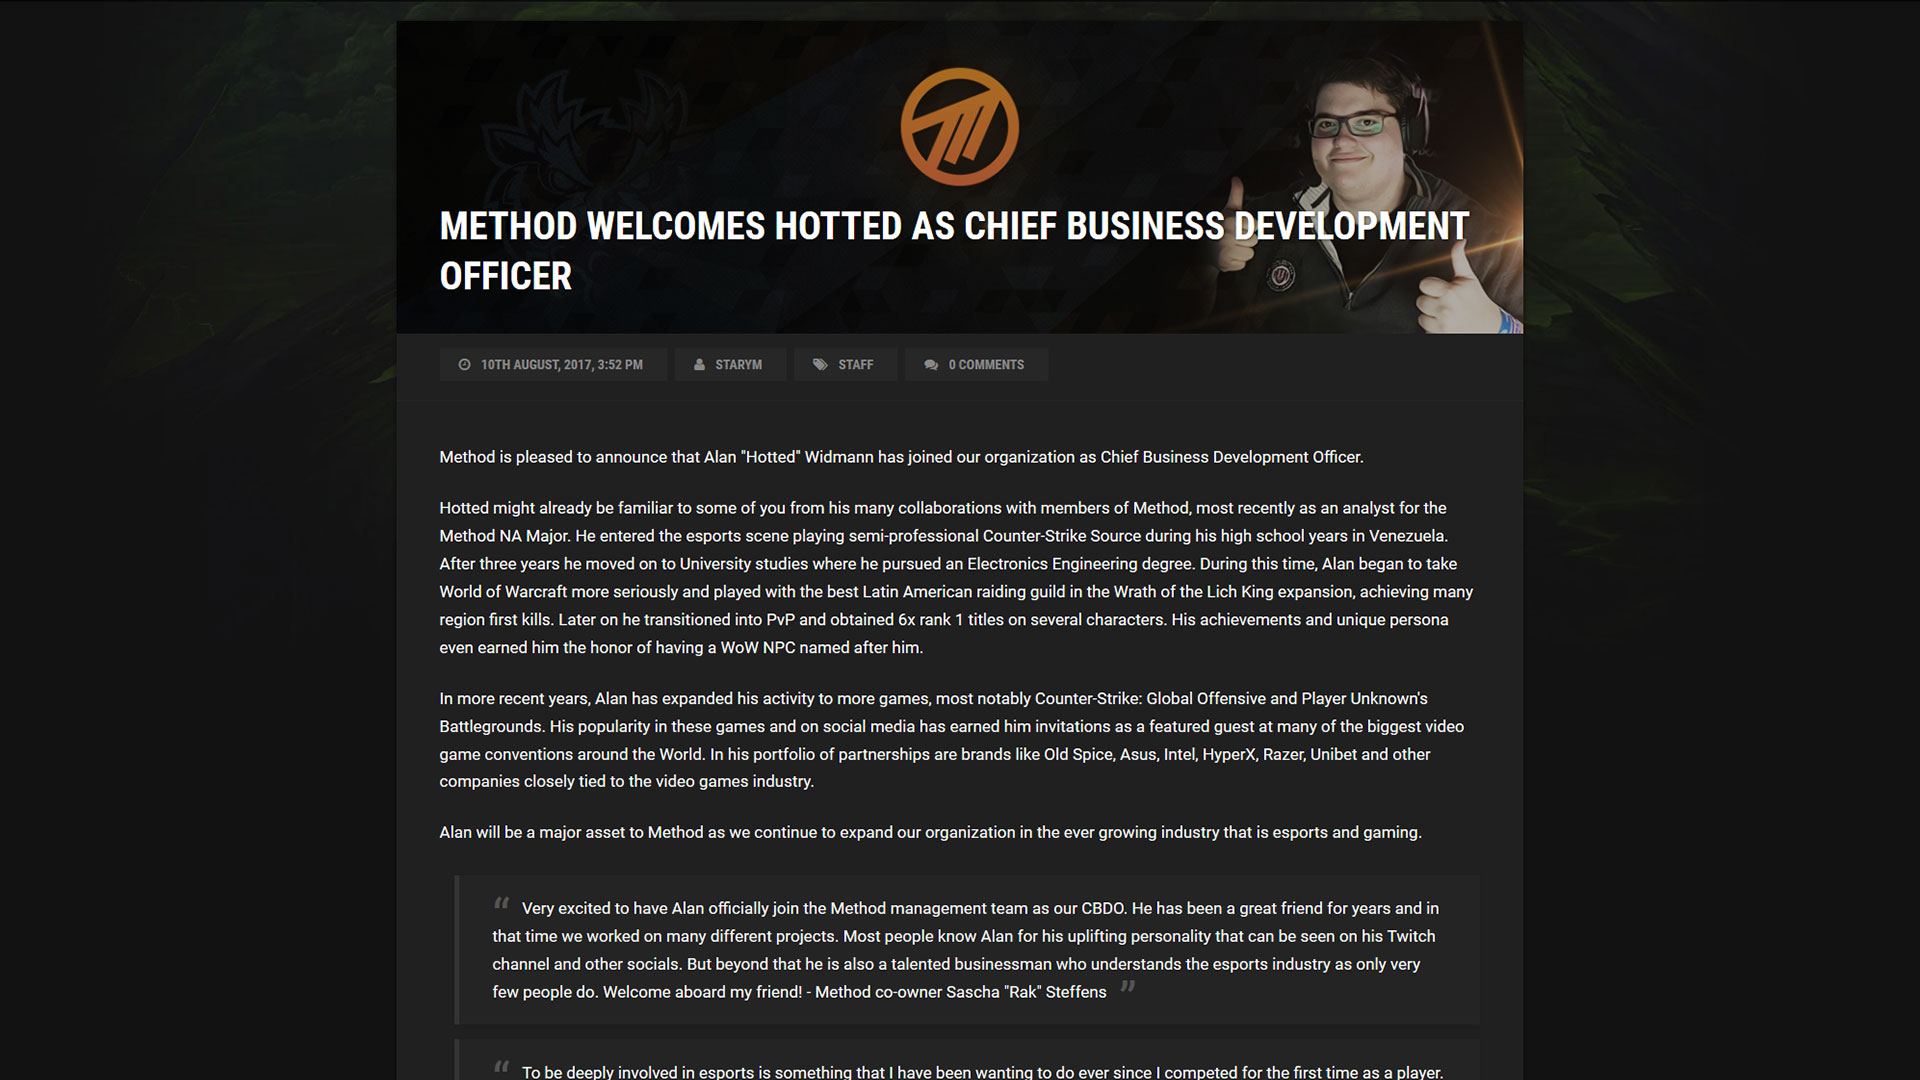 METHOD WELCOMES HOTTED AS CHIEF BUSINESS DEVELOPMENT
OFFICER
10TH AUGUST, 2017, 3:52 PM
STARYM
STAFF
0 COMMENTS
Method is pleased to announce that Alan "Hotted" Widmann has joined our organization as Chief Business Development Officer.
Hotted might already be familiar to some of you from his many collaborations with members of Method, most recently as an analyst for the
Method NA Major. He entered the esports scene playing semi-professional Counter-Strike Source during his high school years in Venezuela.
After three years he moved on to University studies where he pursued an Electronics Engineering degree. During this time, Alan began to take
World of Warcraft more seriously and played with the best Latin American raiding guild in the Wrath of the Lich King expansion, achieving many
region first kills. Later on he transitioned into PvP and obtained 6x rank 1 titles on several characters. His achievements and unique persona
even earned him the honor of having a WoW NPC named after him.
In more recent years, Alan has expanded his activity to more games, most notably Counter-Strike: Global Offensive and Player Unknown's
Battlegrounds. His popularity in these games and on social media has earned him invitations as a featured guest at many of the biggest video
game conventions around the World. In his portfolio of partnerships are brands like Old Spice, Asus, Intel, HyperX, Razer, Unibet and other
companies closely tied to the video games industry.
Alan will be a major asset to Method as we continue to expand our organization in the ever growing industry that is esports and gaming.
“ Very excited to have Alan officially join the Method management team as our CBDO. He has been a great friend for years and in
that time we worked on many different projects. Most people know Alan for his uplifting personality that can be seen on his Twitch
channel and other socials. But beyond that he is also a talented businessman who understands the esports industry as only very
few people do. Welcome aboard my friend! - Method co-owner Sascha "Rak" Steffens ”
“ To be deeply involved in esports is something that I have been wanting to do ever since I competed for the first time as a player.